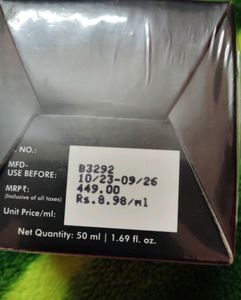 . NO.: B3292
MFD-
USE BEFORE: 10/23-09/26
MRP₹: 449.00
(Inclusive of all taxes)
Unit Price/ml: Rs.8.98/ml
Net Quantity: 50 ml | 1.69 fl. oz.